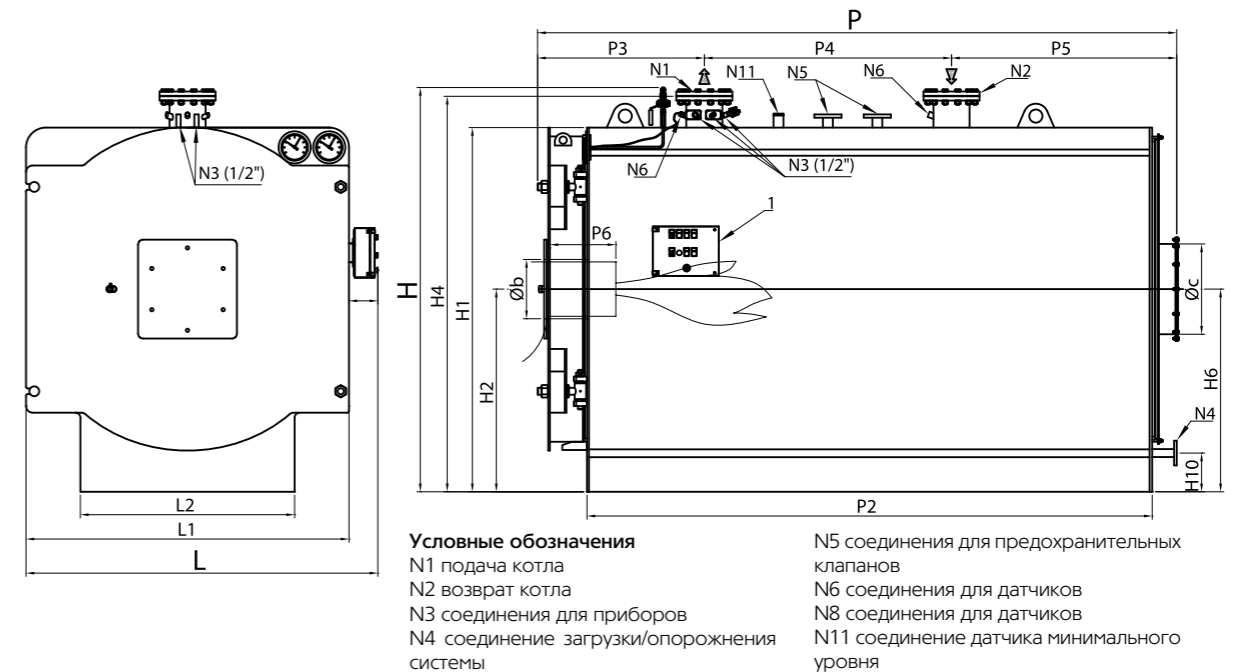 P
P3
P4
P5
N1
N11
N5
N6
N2
N3 (1/2")
N6
N3 (1/2")
1
P6
Øb
Øc
H
H4
H1
H2
H6
N4
H10
L2
L1
L
P2
Условные обозначения
N1 подача котла
N2 возврат котла
N3 соединения для приборов
N4 соединение загрузки/опорожнения
системы
N5 соединения для предохранительных
клапанов
N6 соединения для датчиков
N8 соединения для датчиков
N11 соединение датчика минимального
уровня